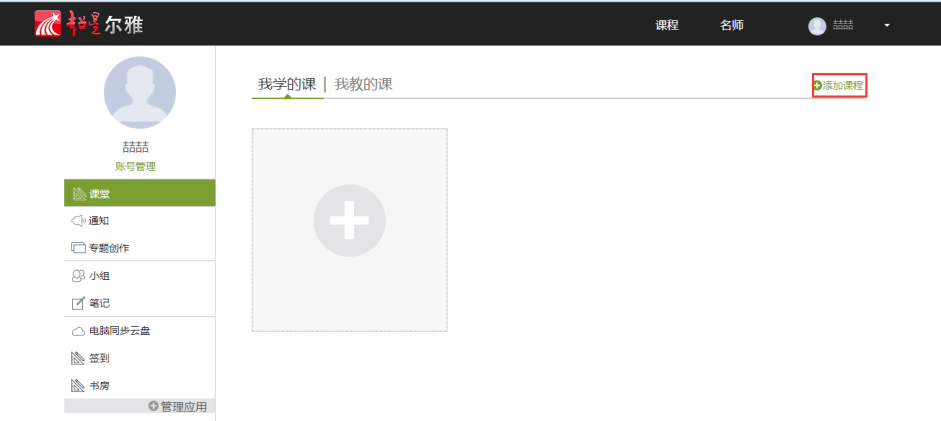 超星尔雅
课程 名师 喆喆
我学的课 | 我教的课
添加课程
喆喆
账号管理
课堂
通知
专题创作
小组
笔记
电脑同步云盘
签到
书房
管理应用